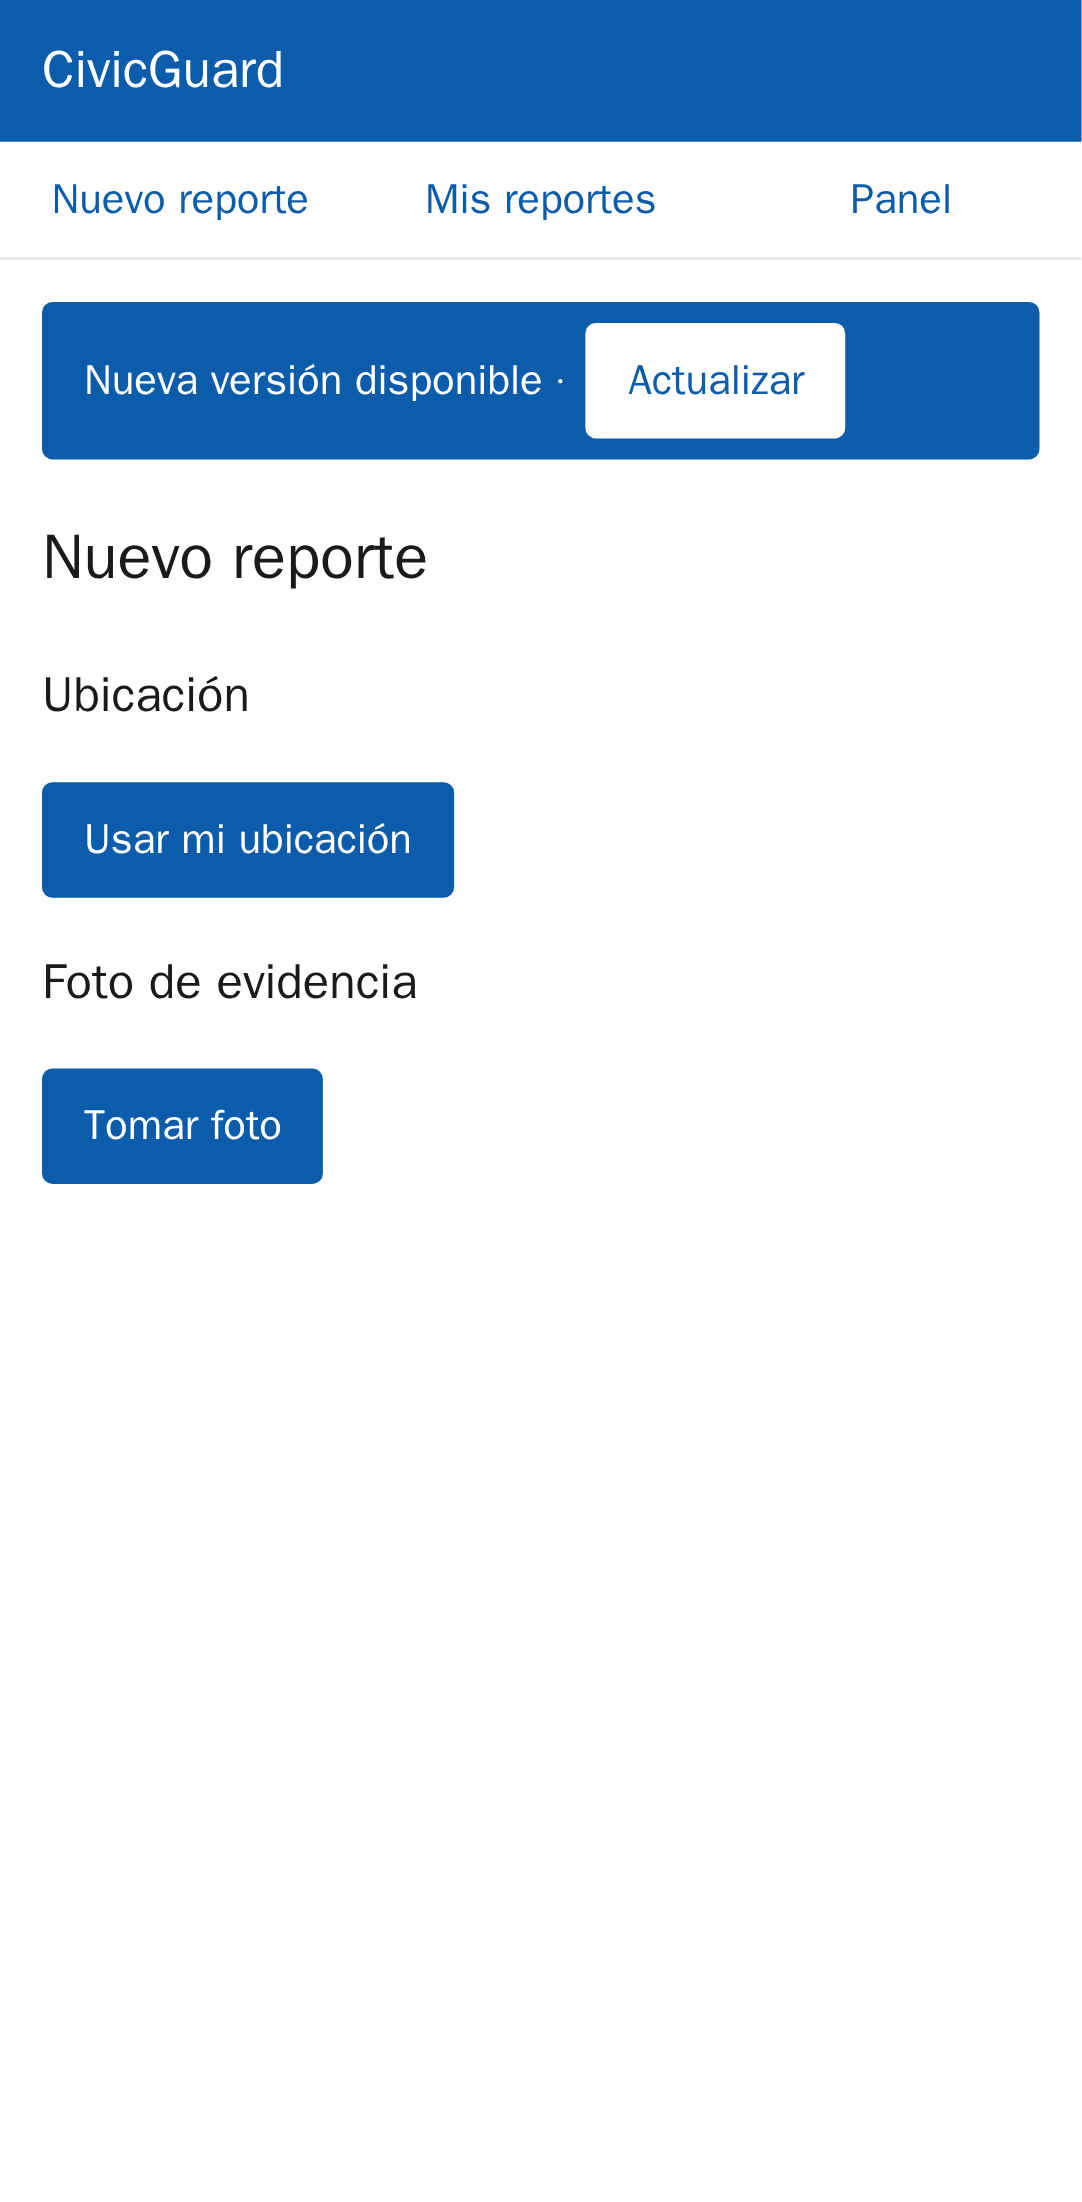 CivicGuard
Nuevo reporte Mis reportes Panel
Nueva versión disponible · Actualizar
Nuevo reporte
Ubicación
Usar mi ubicación
Foto de evidencia
Tomar foto